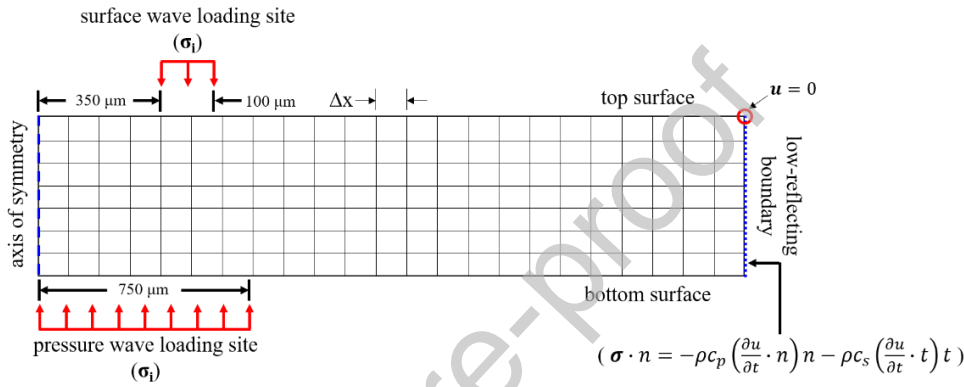 surface wave loading site
(σi)
350 μm
100 μm
Δx
top surface
u = 0
axis of symmetry
low-reflecting
boundary
750 μm
bottom surface
pressure wave loading site
(σi)
( σ · n = −ρcp (∂u/∂t · n) n − ρcs (∂u/∂t · t) t )
e-proof